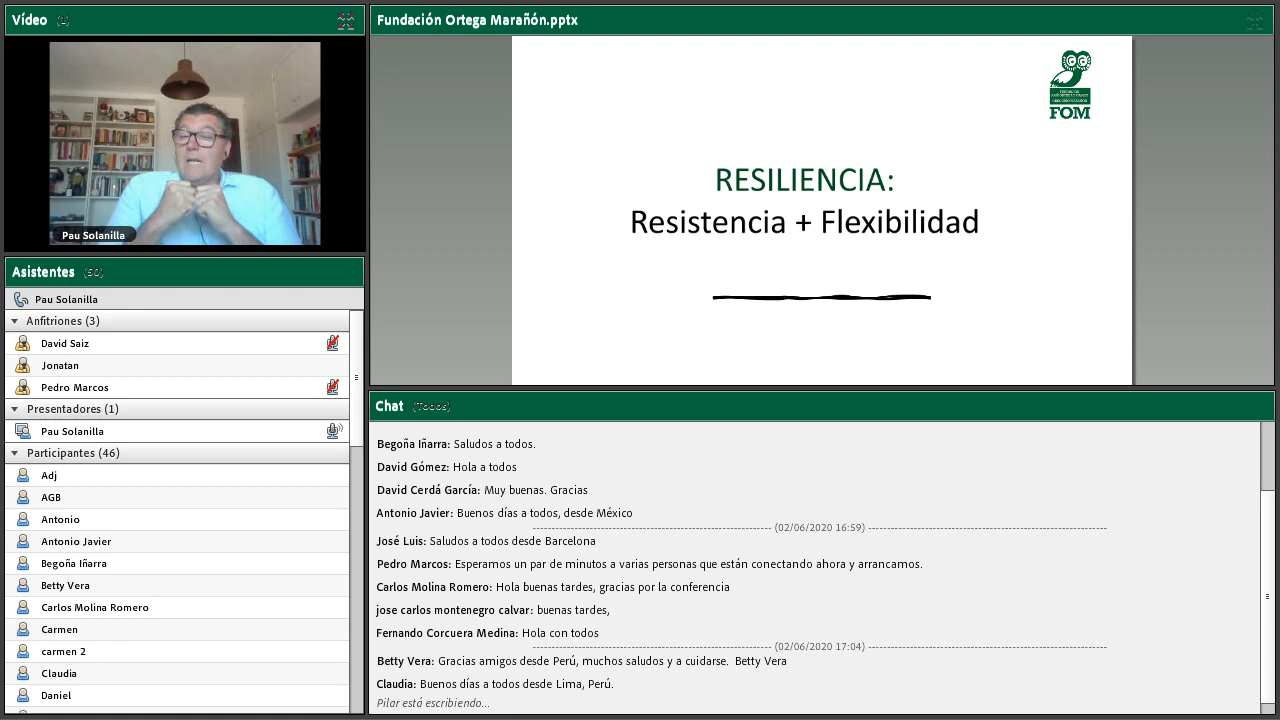 Vídeo (1)
Pau Solanilla
Asistentes (50)
Pau Solanilla
Anfitriones (3)
David Saiz
Jonatan
Pedro Marcos
Presentadores (1)
Pau Solanilla
Participantes (46)
Adj
AGB
Antonio
Antonio Javier
Begoña Iñarra
Betty Vera
Carlos Molina Romero
Carmen
carmen 2
Claudia
Daniel
Fundación Ortega Marañón.pptx
FOM
RESILIENCIA:
Resistencia + Flexibilidad
Chat (Todos)
Begoña Iñarra: Saludos a todos.
David Gómez: Hola a todos
David Cerdá García: Muy buenas. Gracias
Antonio Javier: Buenos días a todos, desde México
(02/06/2020 16:59)
José Luis: Saludos a todos desde Barcelona
Pedro Marcos: Esperamos un par de minutos a varias personas que están conectando ahora y arrancamos.
Carlos Molina Romero: Hola buenas tardes, gracias por la conferencia
jose carlos montenegro calvar: buenas tardes,
Fernando Corcuera Medina: Hola con todos
(02/06/2020 17:04)
Betty Vera: Gracias amigos desde Perú, muchos saludos y a cuidarse. Betty Vera
Claudia: Buenos días a todos desde Lima, Perú.
Pilar está escribiendo...